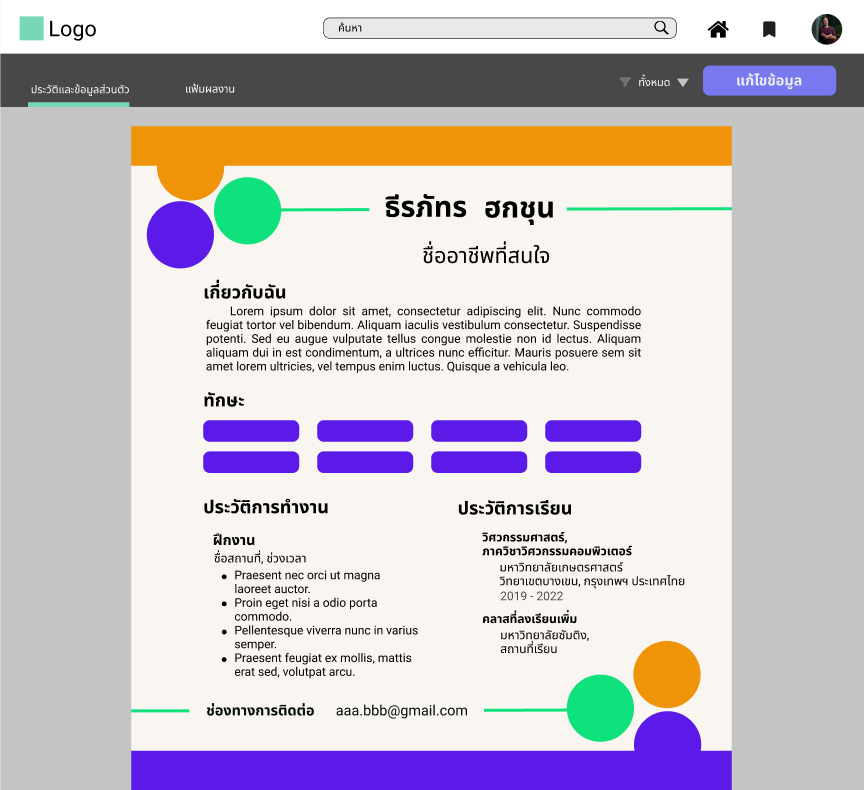 Logo
ค้นหา
ประวัติและข้อมูลส่วนตัว
แฟ้มผลงาน
ทั้งหมด
แก้ไขข้อมูล
ธีรภัทร ฮกชุน
ชื่ออาชีพที่สนใจ
เกี่ยวกับฉัน
Lorem ipsum dolor sit amet, consectetur adipiscing elit. Nunc commodo
feugiat tortor vel bibendum. Aliquam iaculis vestibulum consectetur. Suspendisse
potenti. Sed eu augue vulputate tellus congue molestie non id lectus. Aliquam
aliquam dui in est condimentum, a ultrices nunc efficitur. Mauris posuere sem sit
amet lorem ultricies, vel tempus enim luctus. Quisque a vehicula leo.
ทักษะ
ประวัติการทำงาน
ฝึกงาน
ชื่อสถานที่, ช่วงเวลา
Praesent nec orci ut magna
laoreet auctor.
Proin eget nisi a odio porta
commodo.
Pellentesque viverra nunc in varius
semper.
Praesent feugiat ex mollis, mattis
erat sed, volutpat arcu.
ประวัติการเรียน
วิศวกรรมศาสตร์,
ภาควิชาวิศวกรรมคอมพิวเตอร์
มหาวิทยาลัยเกษตรศาสตร์
วิทยาเขตบางเขน, กรุงเทพฯ ประเทศไทย
2019 - 2022
คลาสที่ลงเรียนเพิ่ม
มหาวิทยาลัยซัมติง,
สถานที่เรียน
ช่องทางการติดต่อ aaa.bbb@gmail.com